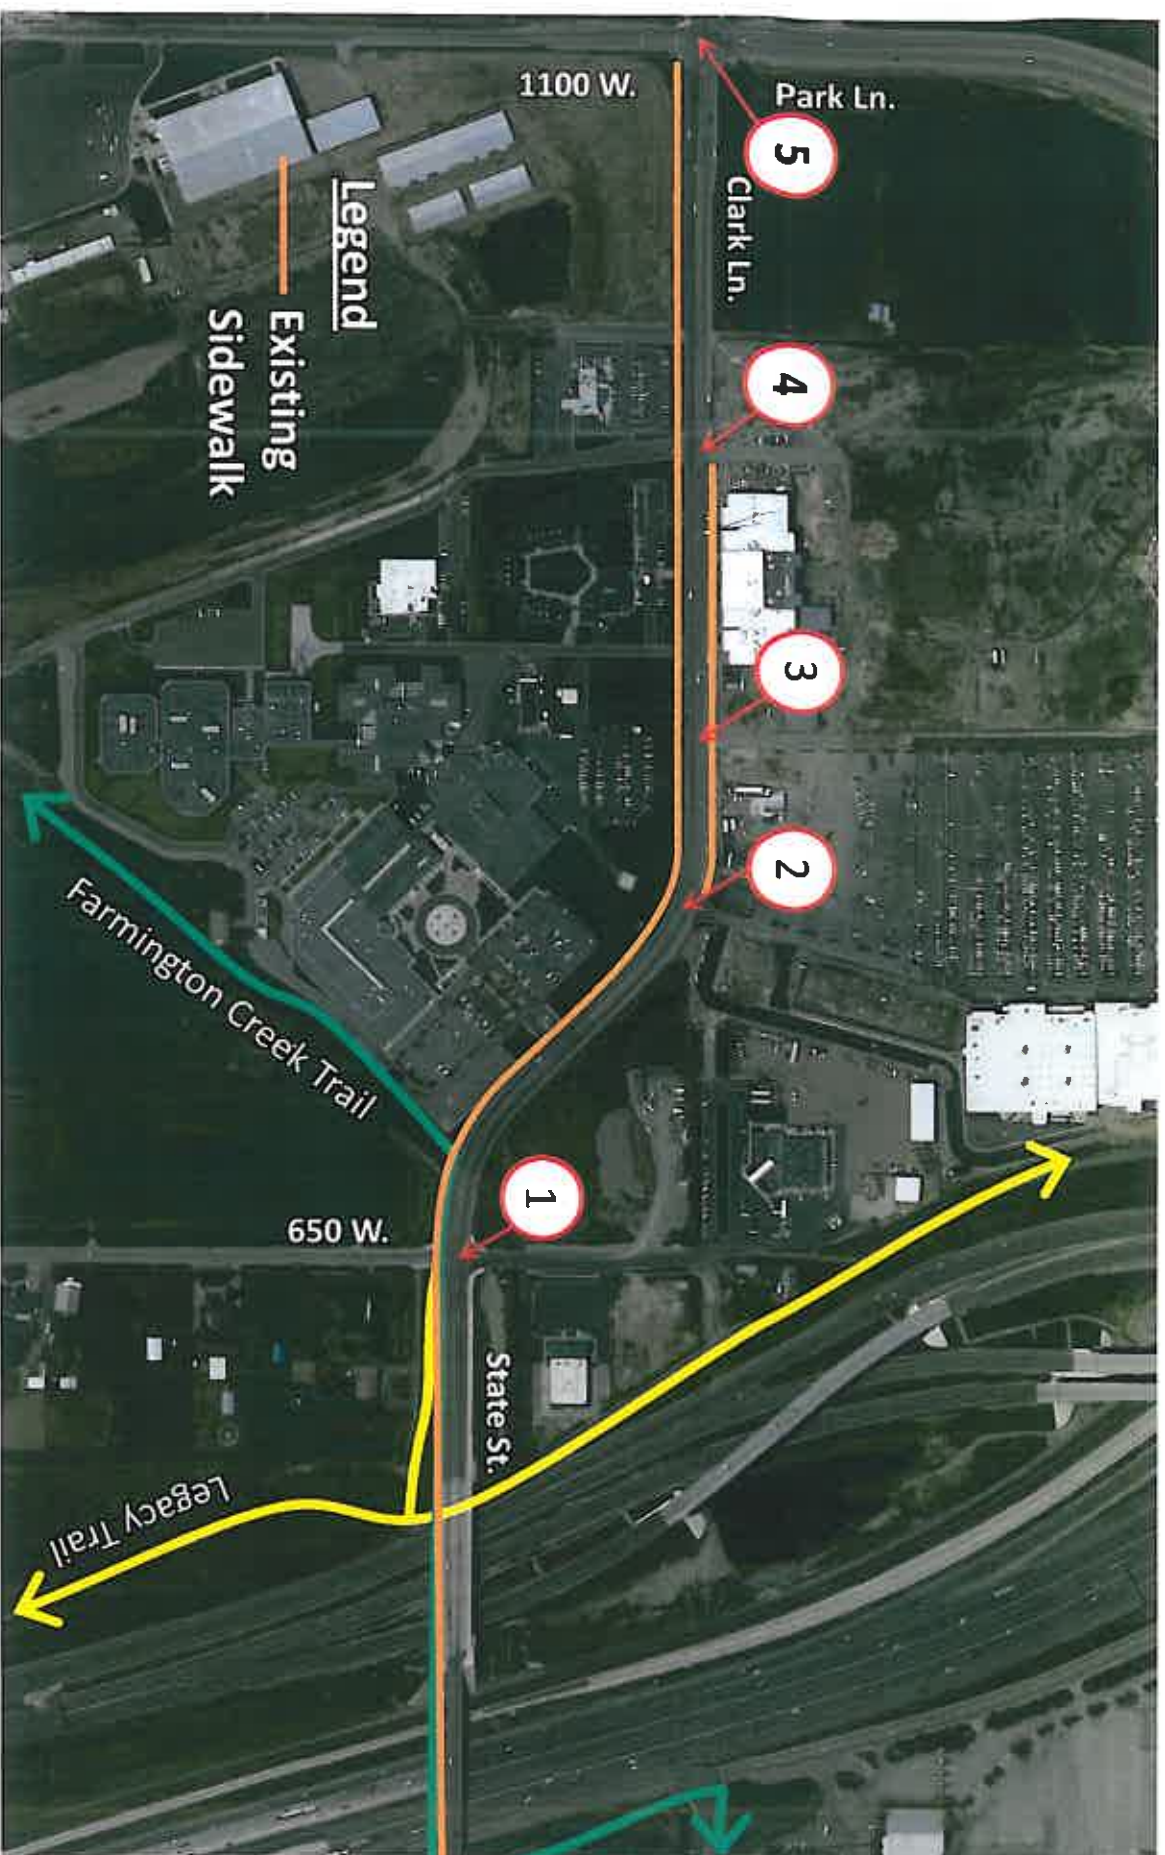 Park Ln.
1100 W.
5
Clark Ln.
4
3
2
1
Legend
Existing
Sidewalk
Farmington Creek Trail
650 W.
State St.
Legacy Trail